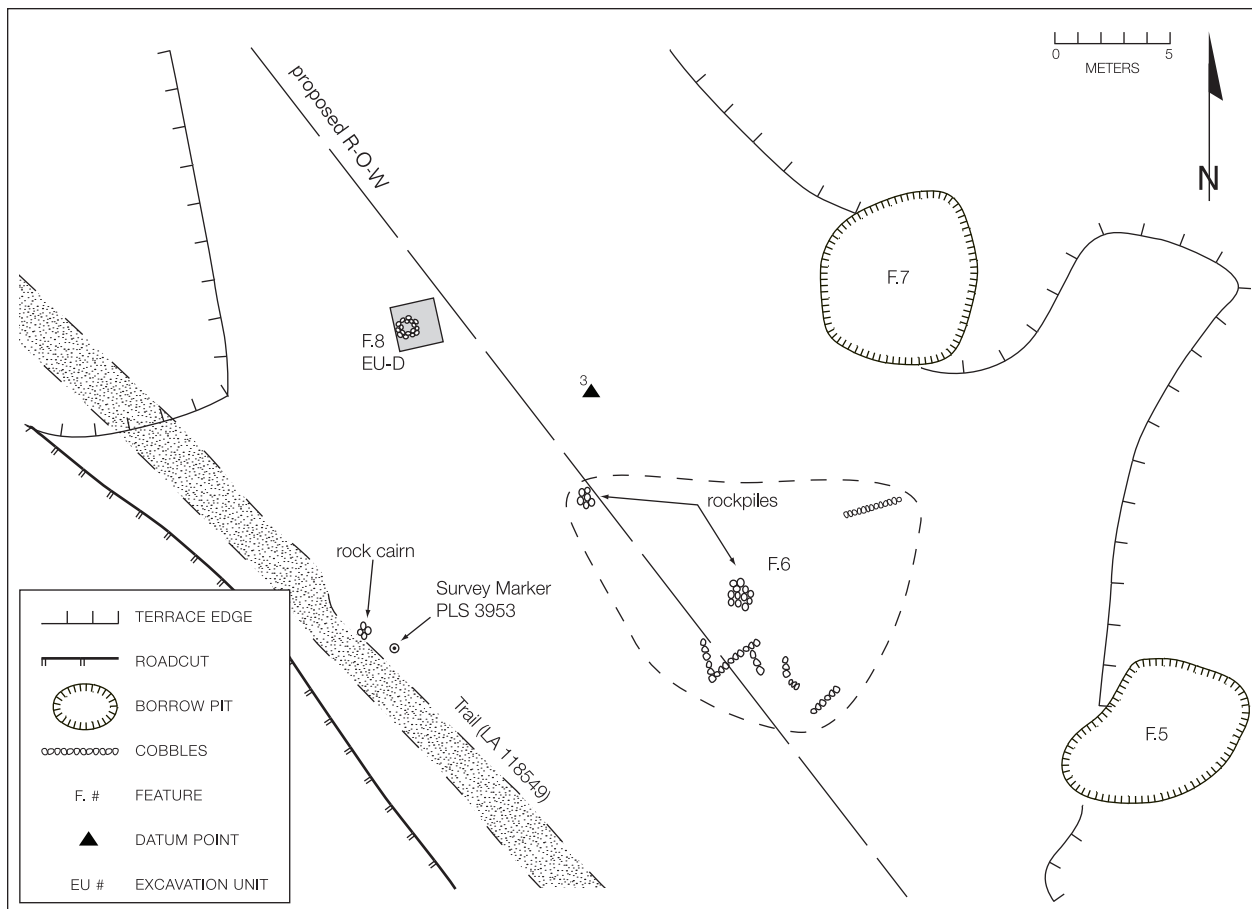 proposed R-O-W
0 5
METERS
N
F.7
F.8
EU-D
3
rockpiles
F.6
rock cairn
Survey Marker
PLS 3953
Trail (LA 118549)
F.5
TERRACE EDGE
ROADCUT
BORROW PIT
COBBLES
F. # FEATURE
DATUM POINT
EU # EXCAVATION UNIT